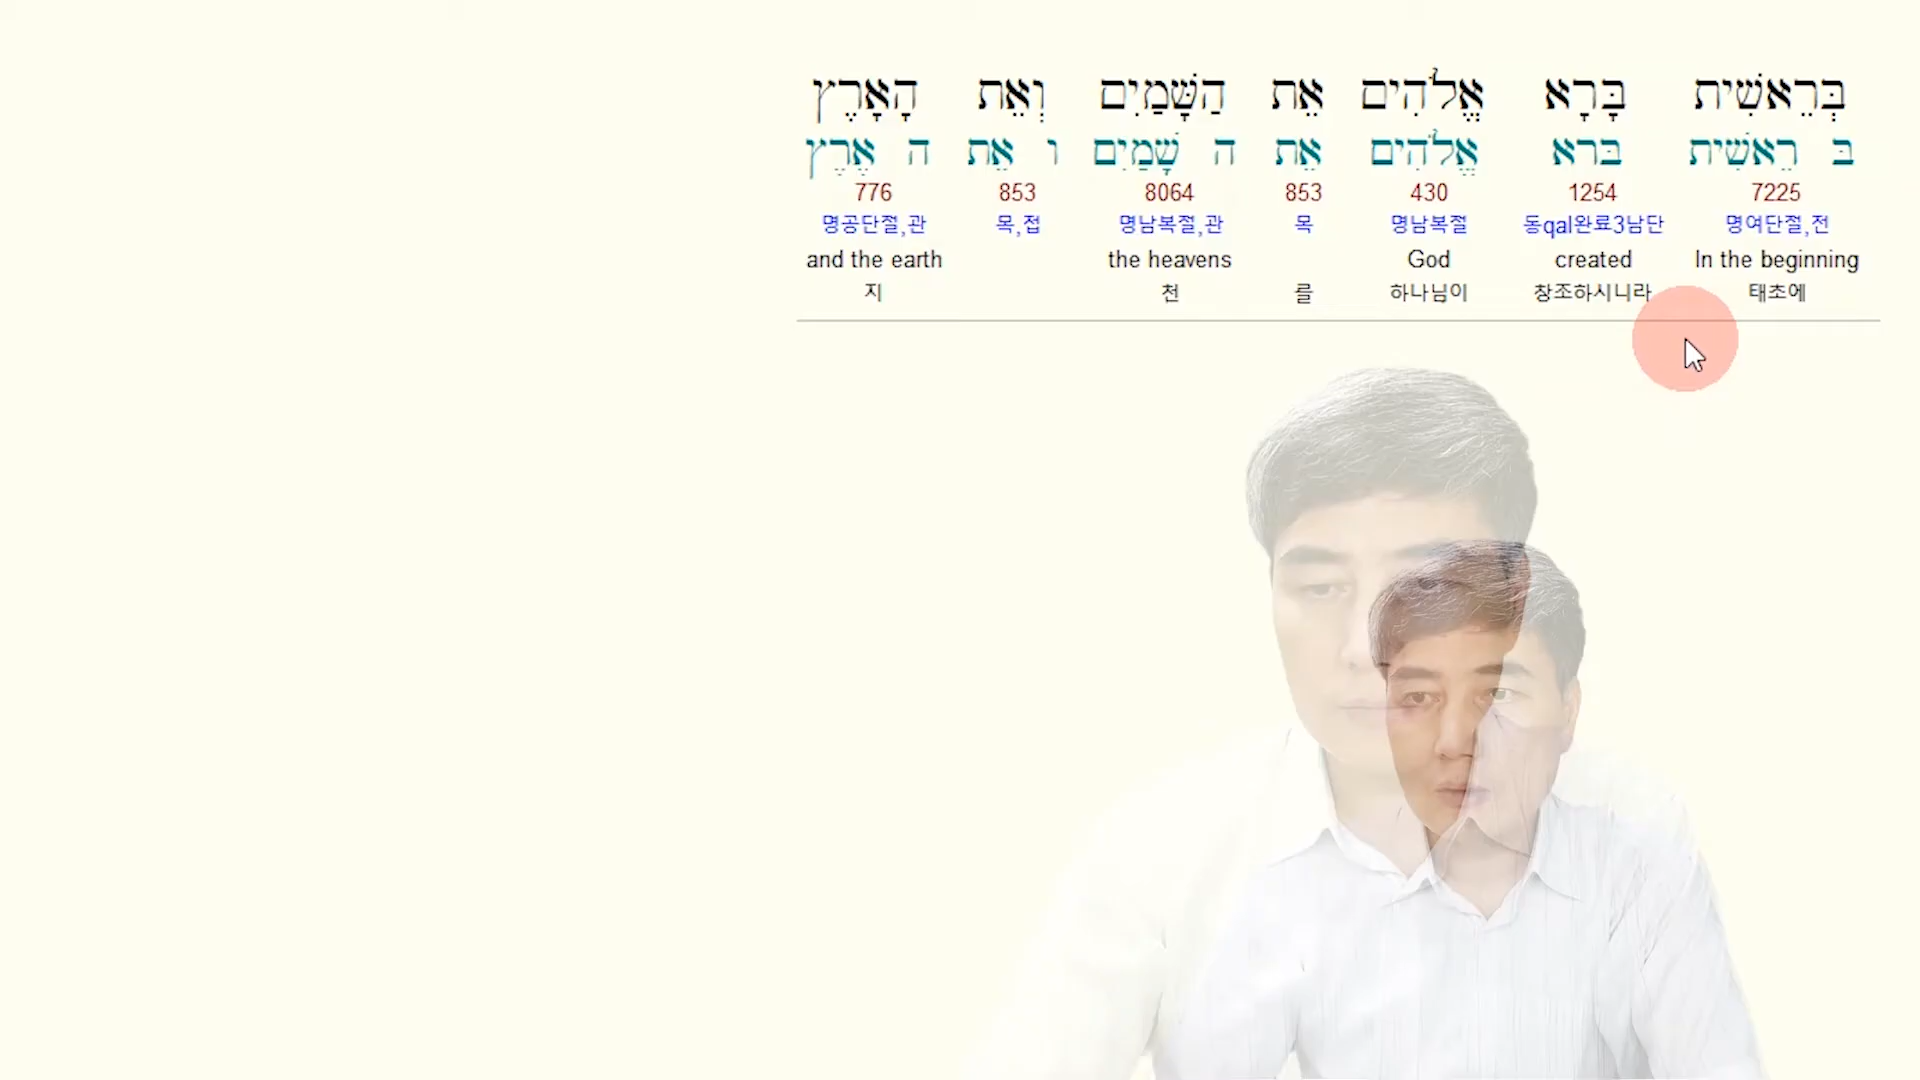 בְּרֵאשִׁית בָּרָא אֱלֹהִים אֵת הַשָּׁמַיִם וְאֵת הָאָרֶץ
בּ רֵאשִׁית ברא אֱלֹהִים אֵת ה שָׁמַיִם ו אֵת ה אֶרֶץ
7225 1254 430 853 8064 853 776
명여단절,전 동qal완료3남단 명남복절 목 명남복절,관 목,접 명공단절,관
In the beginning created God the heavens and the earth
태초에 창조하시니라 하나님이 를 천 지